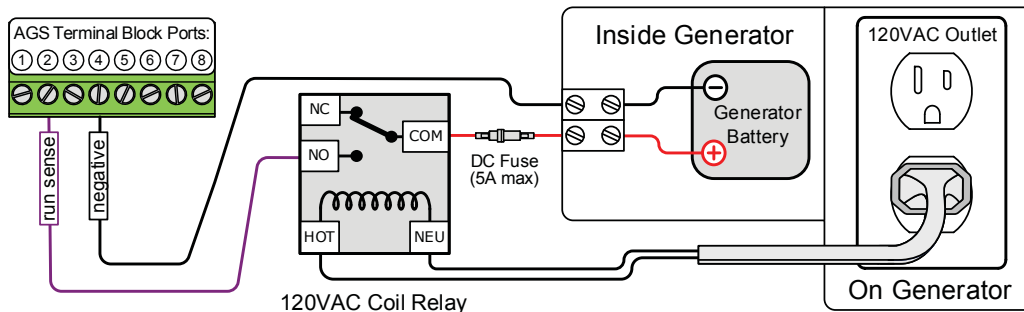 AGS Terminal Block Ports:
1 2 3 4 5 6 7 8
run sense
negative
NC
COM
NO
HOT
NEU
120VAC Coil Relay
DC Fuse
(5A max)
Inside Generator
Generator
Battery
120VAC Outlet
On Generator